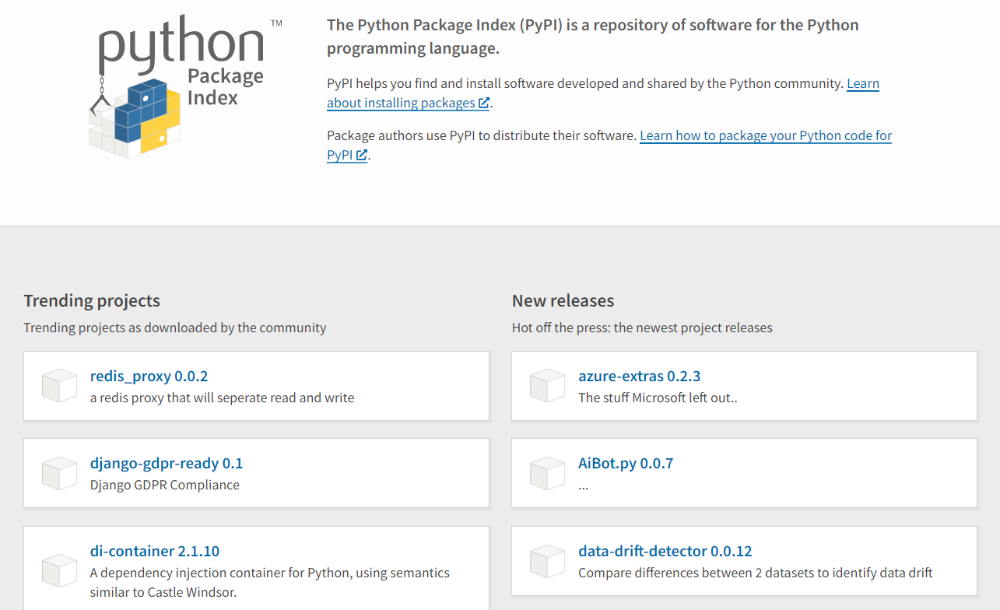 python
™
Package
Index
The Python Package Index (PyPI) is a repository of software for the Python
programming language.
PyPI helps you find and install software developed and shared by the Python community. Learn
about installing packages.
Package authors use PyPI to distribute their software. Learn how to package your Python code for
PyPI.
Trending projects
Trending projects as downloaded by the community
redis_proxy 0.0.2
a redis proxy that will seperate read and write
django-gdpr-ready 0.1
Django GDPR Compliance
di-container 2.1.10
A dependency injection container for Python, using semantics
similar to Castle Windsor.
New releases
Hot off the press: the newest project releases
azure-extras 0.2.3
The stuff Microsoft left out..
AiBot.py 0.0.7
...
data-drift-detector 0.0.12
Compare differences between 2 datasets to identify data drift